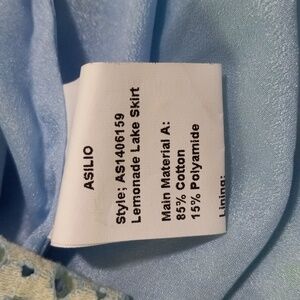 ASILIO
Style; AS1406159
Lemonade Lake Skirt
Main Material A:
85% Cotton
15% Polyamide
Lining: